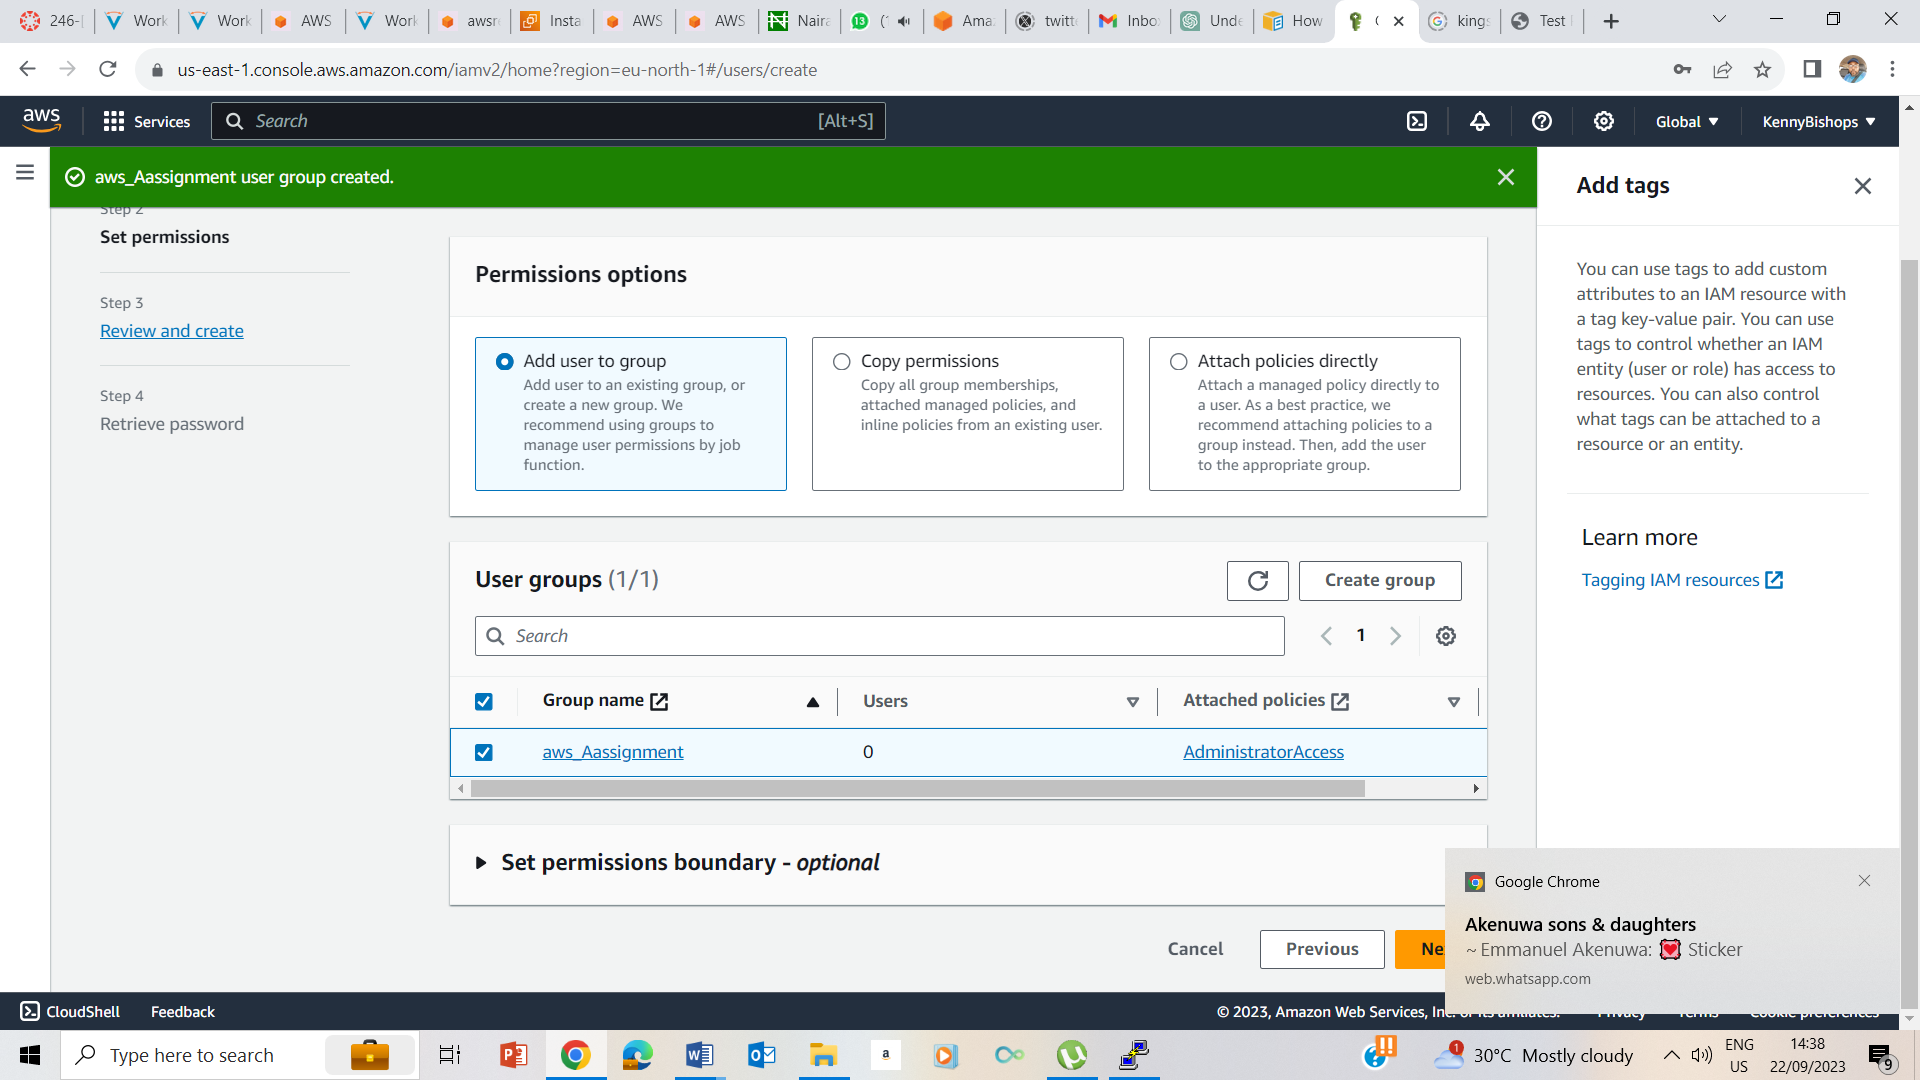 246-
Work
Work
AWS
Work
awsr
Insta
AWS
AWS
Naira
13
Ama
twitt
Inbo
Unde
How
kings
Test
us-east-1.console.aws.amazon.com/iamv2/home?region=eu-north-1#/users/create
aws
Services
Search
[Alt+S]
Global
KennyBishops
aws_Aassignment user group created.
Step 2
Set permissions
Step 3
Review and create
Step 4
Retrieve password
Permissions options
Add user to group
Add user to an existing group, or
create a new group. We
recommend using groups to
manage user permissions by job
function.
Copy permissions
Copy all group memberships,
attached managed policies, and
inline policies from an existing user.
Attach policies directly
Attach a managed policy directly to
a user. As a best practice, we
recommend attaching policies to a
group instead. Then, add the user
to the appropriate group.
User groups (1/1)
Create group
Search
1
Group name
Users
Attached policies
aws_Aassignment
0
AdministratorAccess
Set permissions boundary - optional
Cancel
Previous
Ne
Add tags
You can use tags to add custom
attributes to an IAM resource with
a tag key-value pair. You can use
tags to control whether an IAM
entity (user or role) has access to
resources. You can also control
what tags can be attached to a
resource or an entity.
Learn more
Tagging IAM resources
Google Chrome
Akenuwa sons & daughters
~ Emmanuel Akenuwa: 💟 Sticker
web.whatsapp.com
CloudShell
Feedback
© 2023, Amazon Web Services, Inc. or its affiliates.
Privacy
Terms
Cookie preferences
Type here to search
a
1
30°C Mostly cloudy
ENG
US
14:38
22/09/2023
9